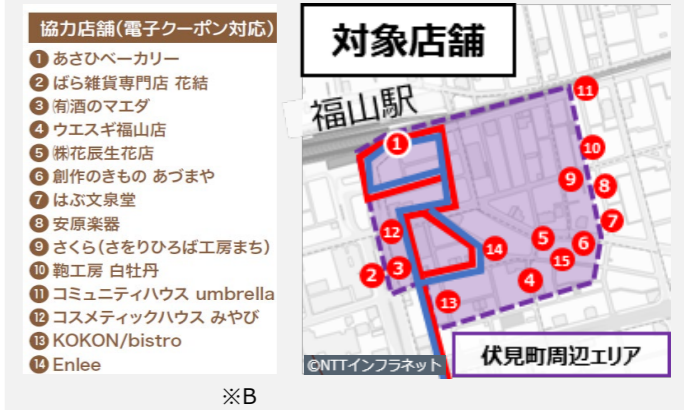 協力店舗(電子クーポン対応)
1 あさひベーカリー
2 ばら雑貨専門店 花結
3 ㈲酒のマエダ
4 ウエスギ福山店
5 ㈱花辰生花店
6 創作のきもの あづまや
7 はぶ文泉堂
8 安原楽器
9 さくら(さをりひろば工房まち)
10 鞄工房 白牡丹
11 コミュニティハウス umbrella
12 コスメティックハウス みやび
13 KOKON/bistro
14 Enlee
※B
対象店舗
福山駅
11
1
10
9
8
7
12
5
6
14
15
2
3
4
13
©NTTインフラネット
伏見町周辺エリア